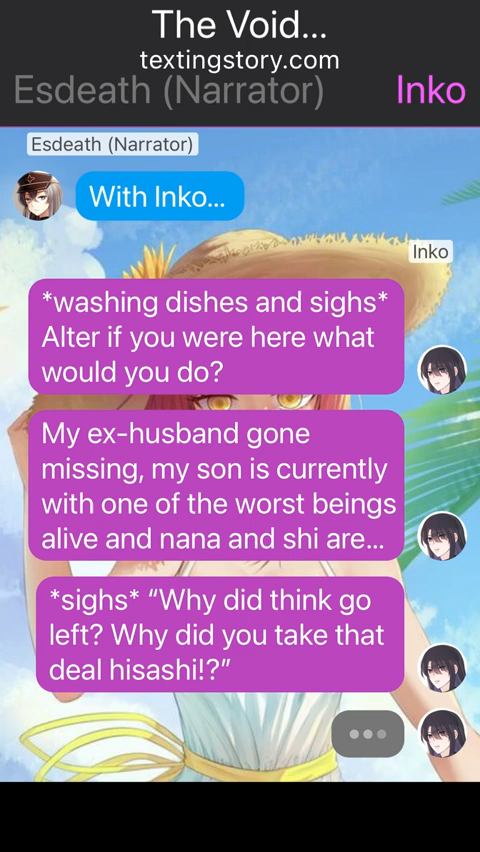 The Void...
textingstory.com
Esdeath (Narrator) Inko
Esdeath (Narrator)
With Inko...
Inko
*washing dishes and sighs*
Alter if you were here what
would you do?
My ex-husband gone
missing, my son is currently
with one of the worst beings
alive and nana and shi are...
*sighs* “Why did think go
left? Why did you take that
deal hisashi!?”